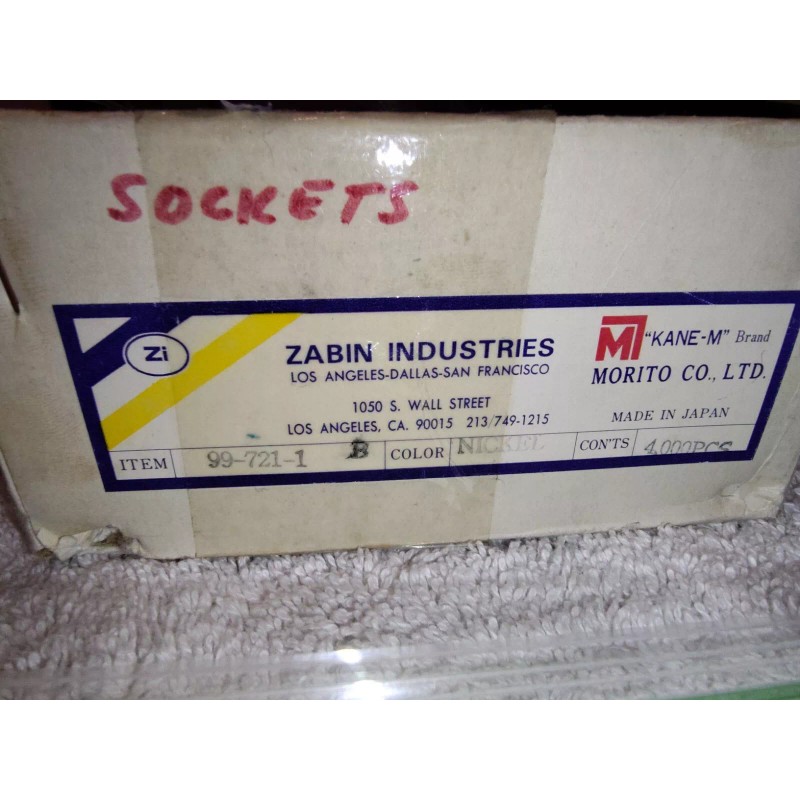 SOCKETS
Zi
ZABIN INDUSTRIES
LOS ANGELES-DALLAS-SAN FRANCISCO
1050 S. WALL STREET
LOS ANGELES, CA. 90015 213/749-1215
M "KANE-M" Brand
MORITO CO., LTD.
MADE IN JAPAN
ITEM 99-721-1 B COLOR NICKEL CON'TS 4,000PCS